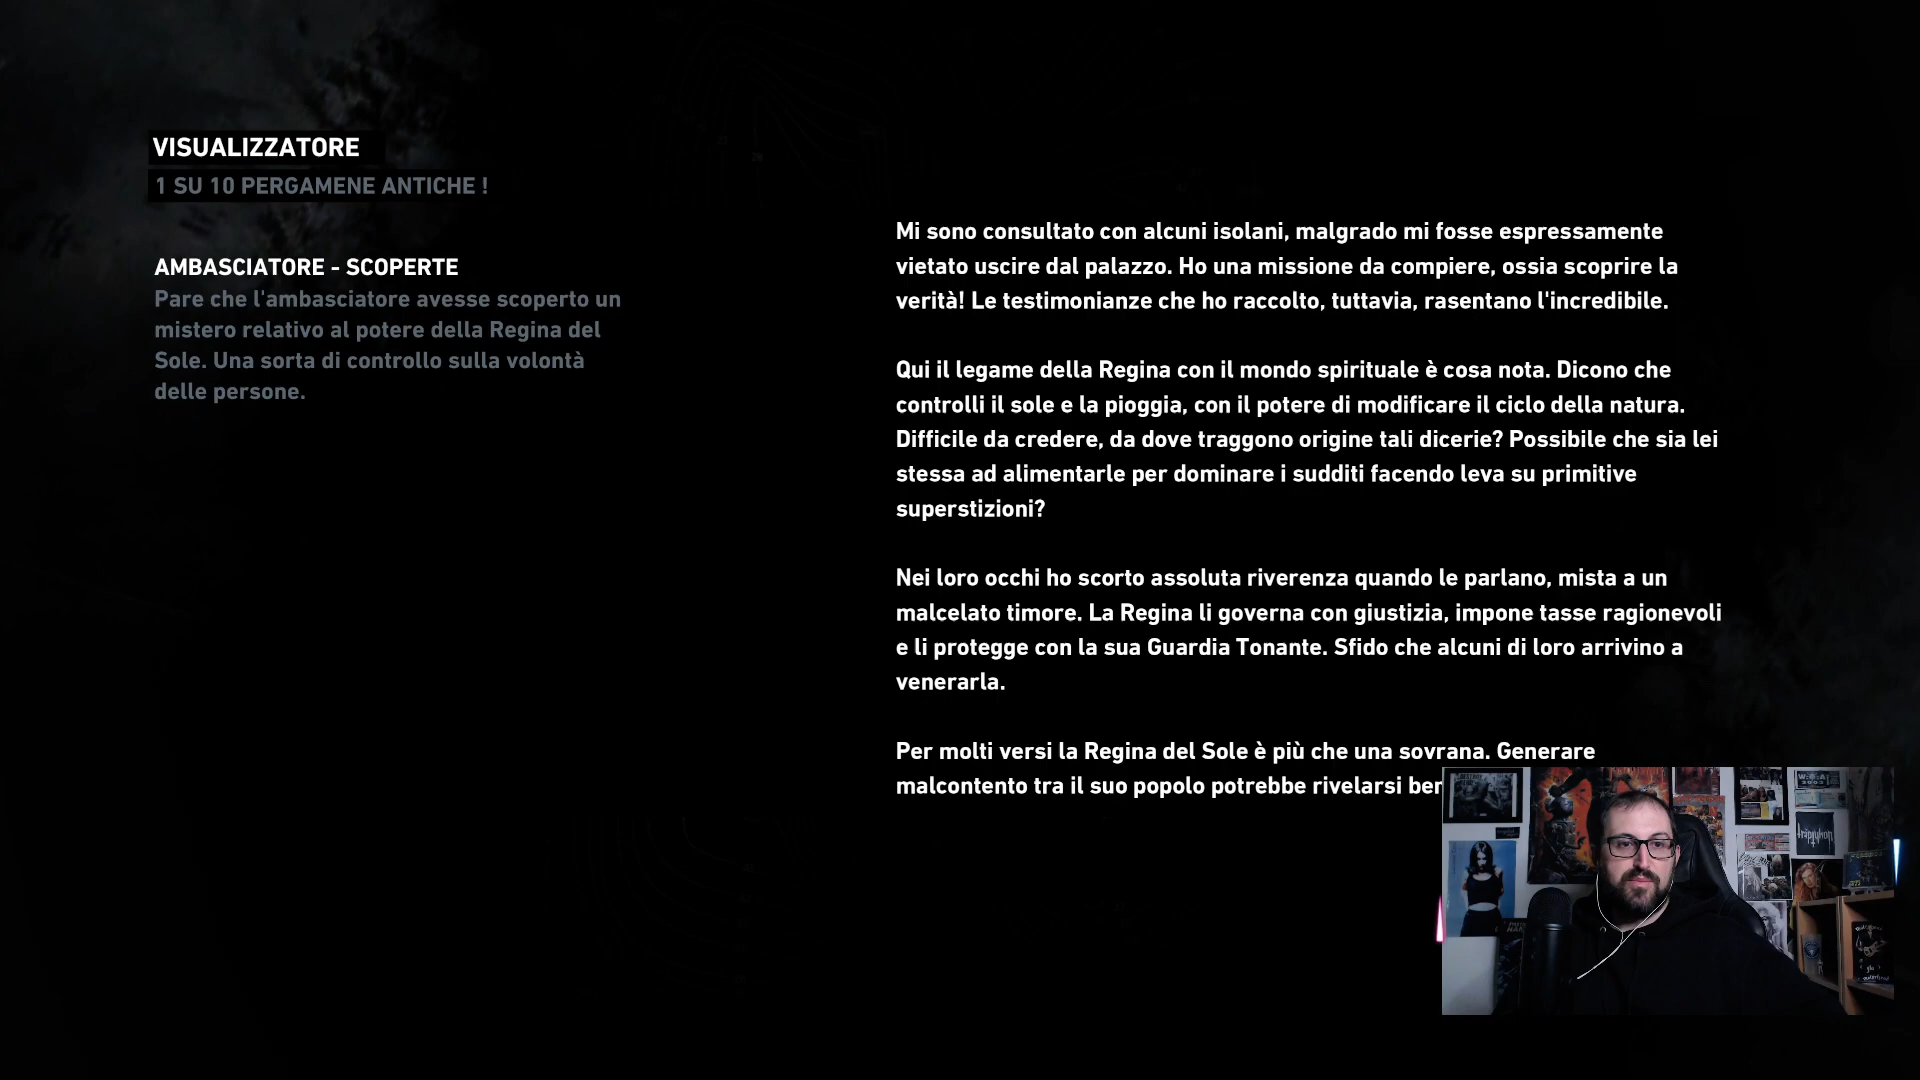 VISUALIZZATORE
1 SU 10 PERGAMENE ANTICHE !
AMBASCIATORE - SCOPERTE
Pare che l'ambasciatore avesse scoperto un
mistero relativo al potere della Regina del
Sole. Una sorta di controllo sulla volontà
delle persone.
Mi sono consultato con alcuni isolani, malgrado mi fosse espressamente
vietato uscire dal palazzo. Ho una missione da compiere, ossia scoprire la
verità! Le testimonianze che ho raccolto, tuttavia, rasentano l'incredibile.
Qui il legame della Regina con il mondo spirituale è cosa nota. Dicono che
controlli il sole e la pioggia, con il potere di modificare il ciclo della natura.
Difficile da credere, da dove traggono origine tali dicerie? Possibile che sia lei
stessa ad alimentarle per dominare i sudditi facendo leva su primitive
superstizioni?
Nei loro occhi ho scorto assoluta riverenza quando le parlano, mista a un
malcelato timore. La Regina li governa con giustizia, impone tasse ragionevoli
e li protegge con la sua Guardia Tonante. Sfido che alcuni di loro arrivino a
venerarla.
Per molti versi la Regina del Sole è più che una sovrana. Generare
malcontento tra il suo popolo potrebbe rivelarsi
triptykon